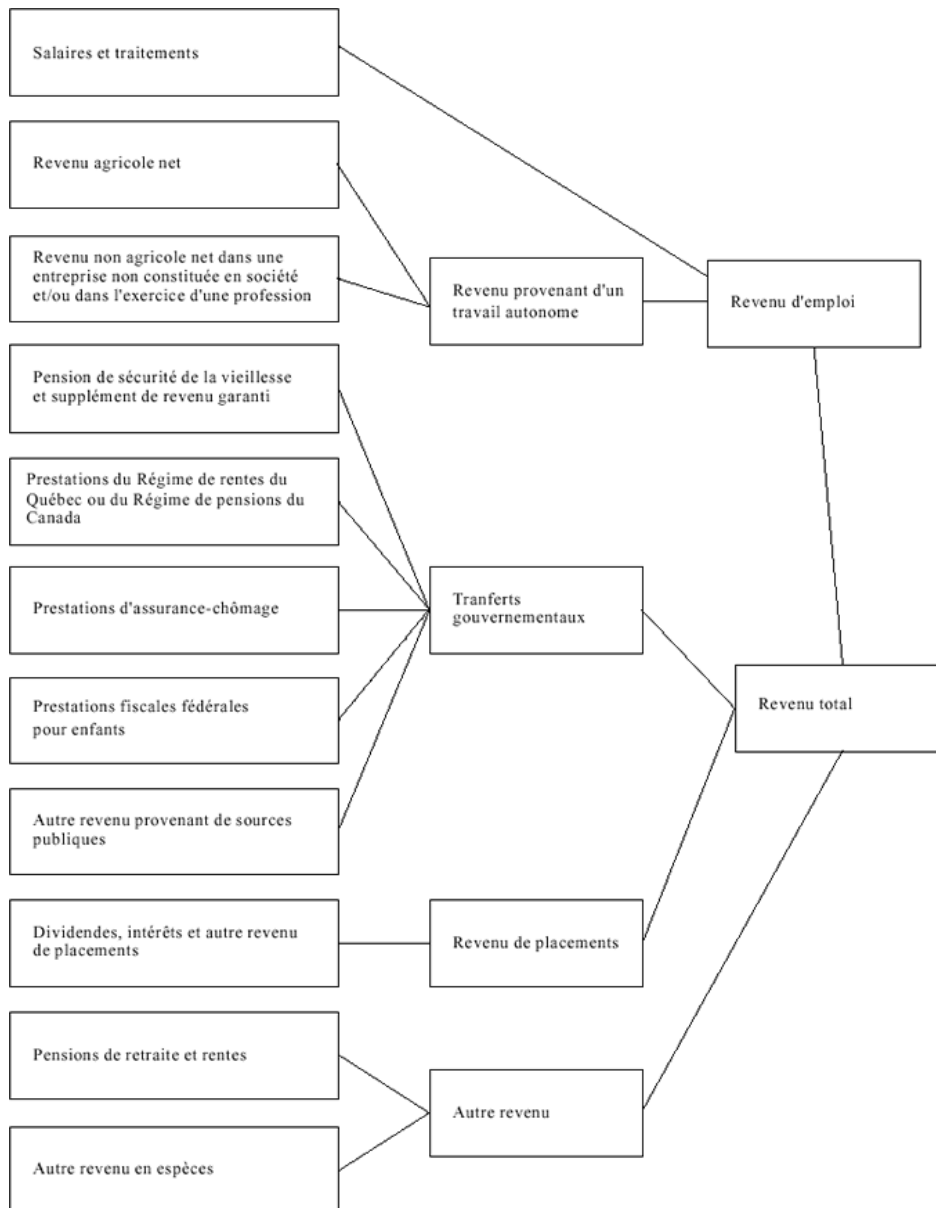 Salaires et traitements
Revenu agricole net
Revenu non agricole net dans une
entreprise non constituée en société
et/ou dans l'exercice d'une profession
Revenu provenant d'un
travail autonome
Revenu d'emploi
Pension de sécurité de la vieillesse
et supplément de revenu garanti
Prestations du Régime de rentes du
Québec ou du Régime de pensions du
Canada
Prestations d'assurance-chômage
Tranferts
gouvernementaux
Prestations fiscales fédérales
pour enfants
Revenu total
Autre revenu provenant de sources
publiques
Dividendes, intérêts et autre revenu
de placements
Revenu de placements
Pensions de retraite et rentes
Autre revenu
Autre revenu en espèces